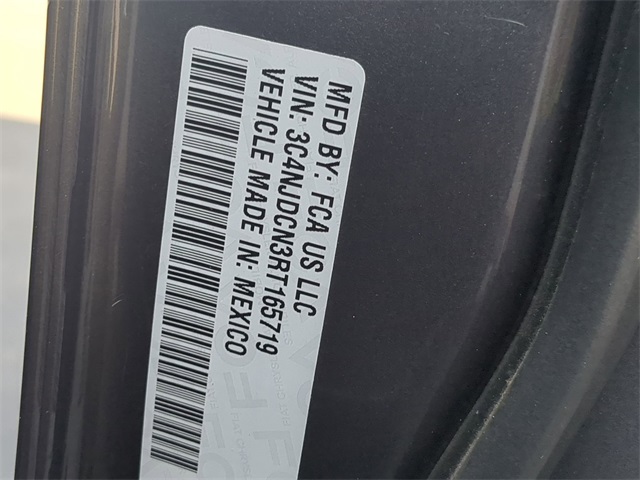 MFD BY: FCA US LLC
VIN: 3C4NJDCN3RT165719
VEHICLE MADE IN: MEXICO